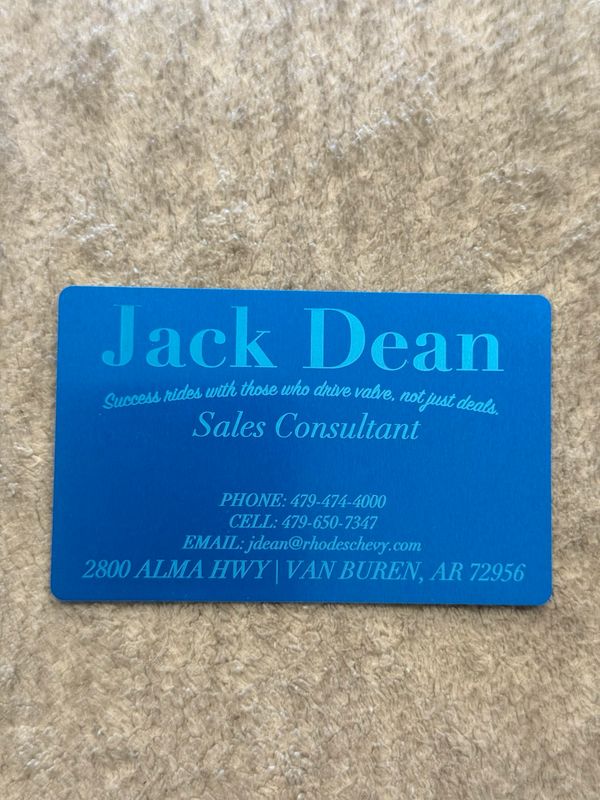 Jack Dean
Success rides with those who drive valve, not just deals.
Sales Consultant
PHONE: 479-474-4000
CELL: 479-650-7347
EMAIL: jdean@rhodeschevy.com
2800 ALMA HWY | VAN BUREN, AR 72956